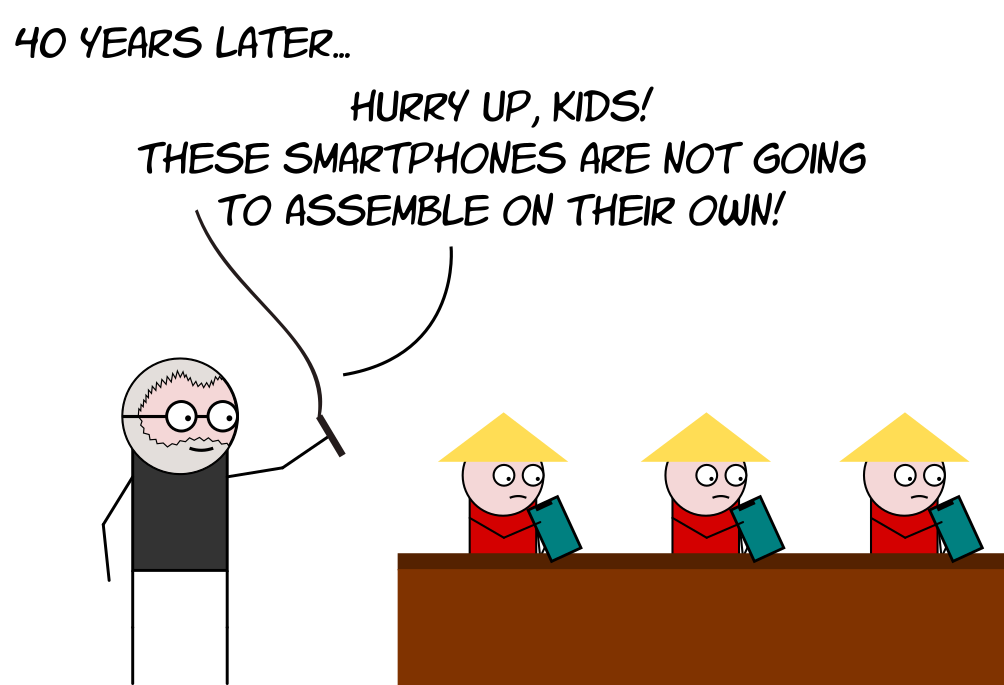 40 YEARS LATER...
HURRY UP, KIDS!
THESE SMARTPHONES ARE NOT GOING
TO ASSEMBLE ON THEIR OWN!